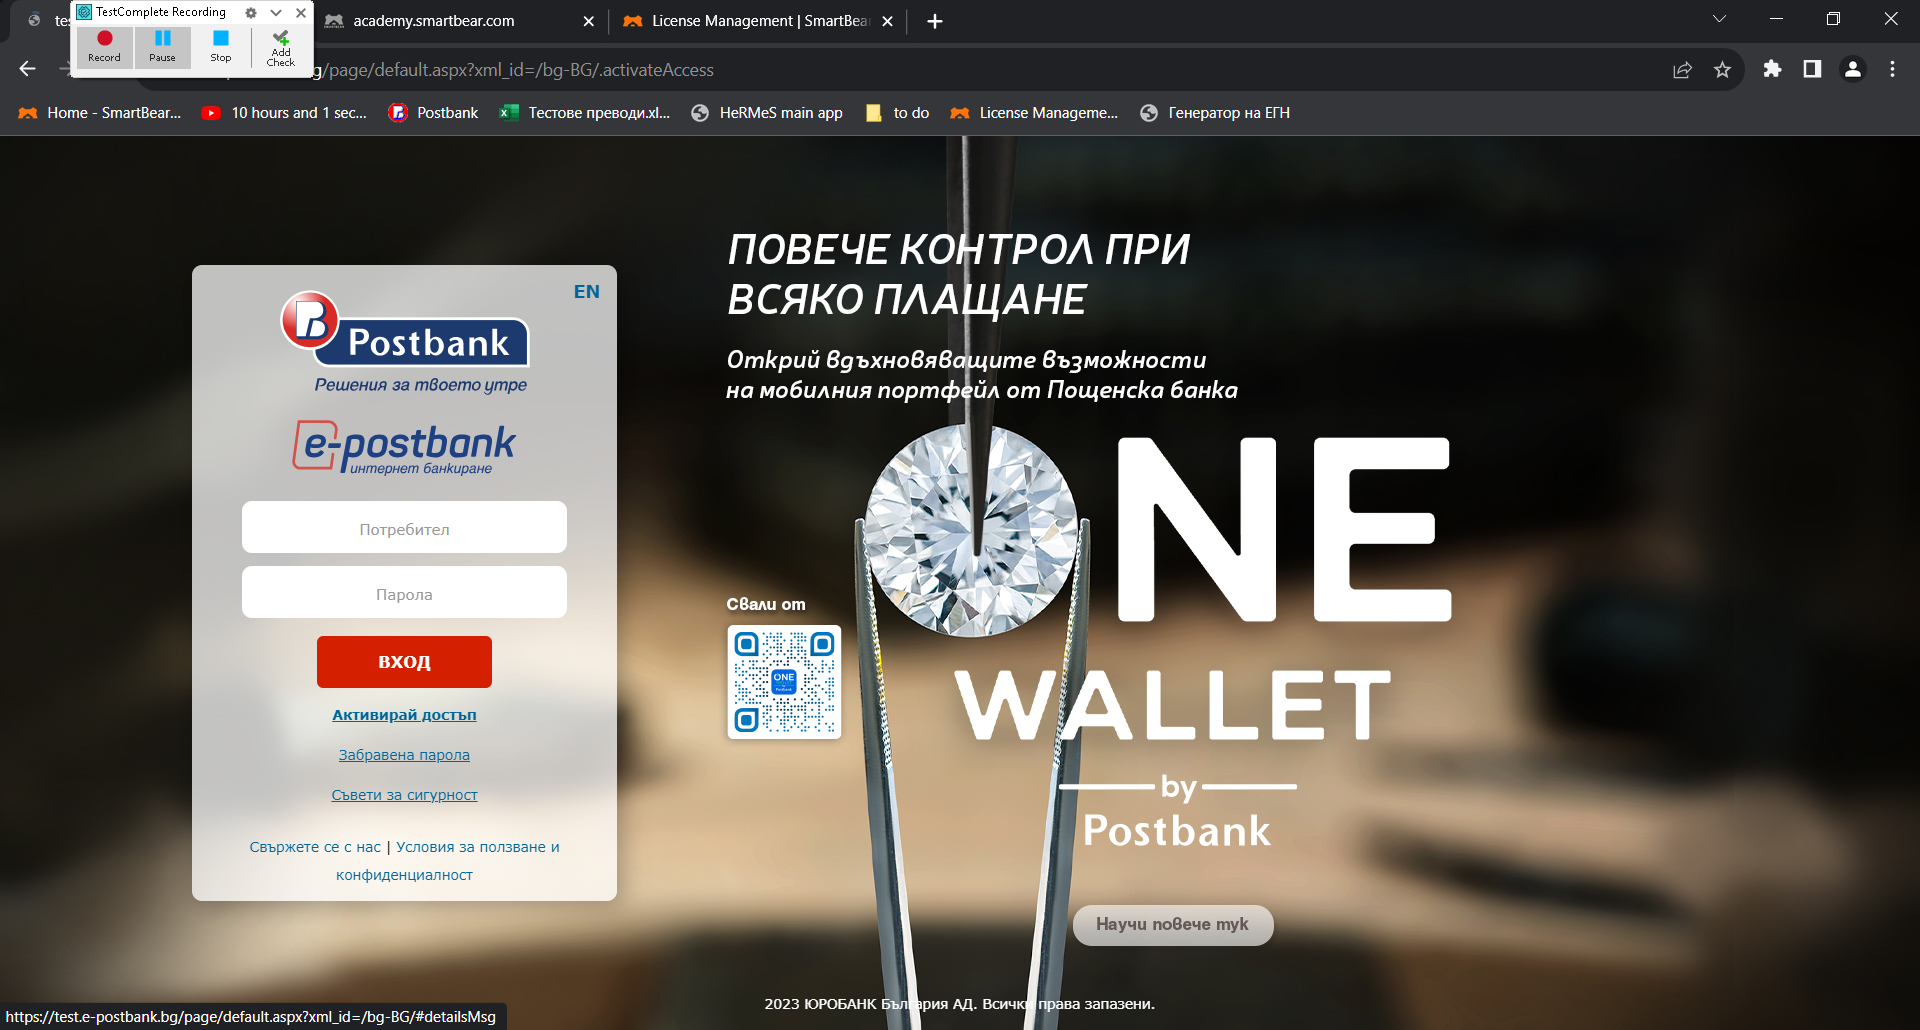 TestComplete Recording
Record
Pause
Stop
Add
Check
academy.smartbear.com
License Management | SmartBear
/page/default.aspx?xml_id=/bg-BG/.activateAccess
Home - SmartBear...
10 hours and 1 sec...
Postbank
Тестове преводи.xl...
HeRMeS main app
to do
License Manageme...
Генератор на ЕГН
EN
Postbank
Решения за твоето утре
e-postbank
интернет банкиране
Потребител
Парола
ВХОД
Активирай достъп
Забравена парола
Съвети за сигурност
Свържете се с нас | Условия за ползване и
конфиденциалност
ПОВЕЧЕ КОНТРОЛ ПРИ
ВСЯКО ПЛАЩАНЕ
Открий вдъхновяващите възможности
на мобилния портфейл от Пощенска банка
NE
Свали от
ONE
WALLET
by
Postbank
Научи повече тук
2023 ЮРОБАНК България АД. Всички права запазени.
https://test.e-postbank.bg/page/default.aspx?xml_id=/bg-BG/#detailsMsg